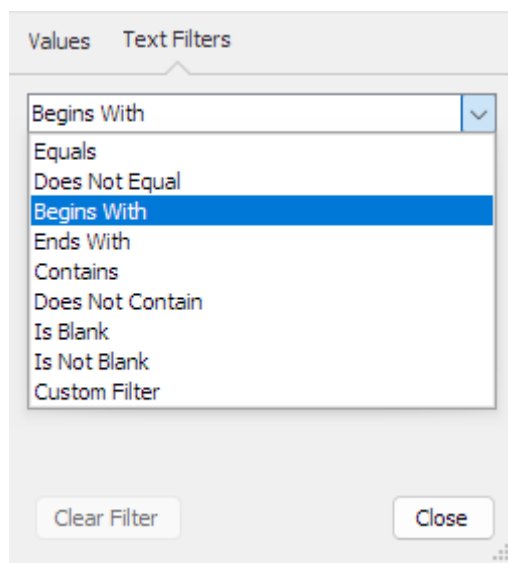 Values Text Filters
Begins With
Equals
Does Not Equal
Begins With
Ends With
Contains
Does Not Contain
Is Blank
Is Not Blank
Custom Filter
Clear Filter Close